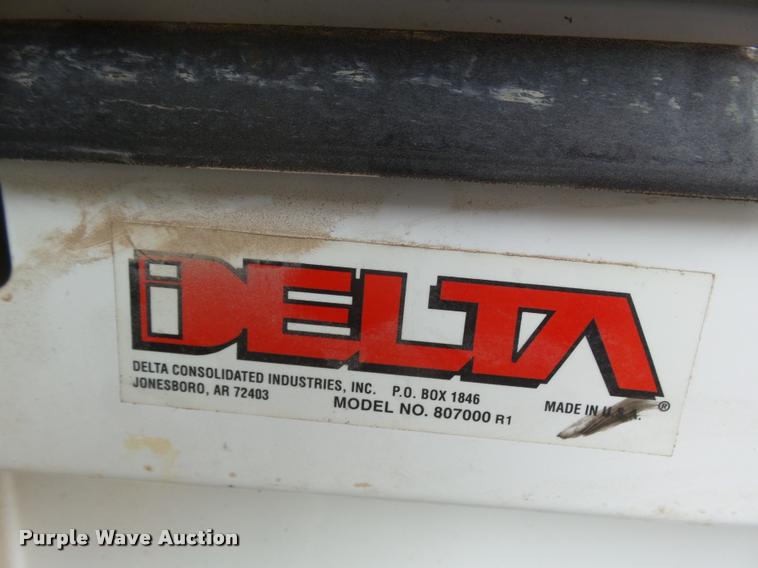 DELTA
DELTA CONSOLIDATED INDUSTRIES, INC. P.O. BOX 1846
JONESBORO, AR 72403
MODEL NO. 807000 R1
MADE IN U.S.A. ®
Purple Wave Auction